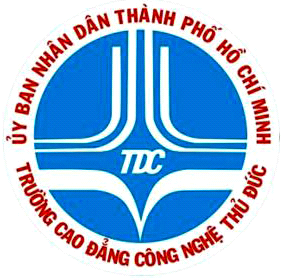 ỦY BAN NHÂN DÂN THÀNH PHỐ HỒ CHÍ MINH
TDC
TRƯỜNG CAO ĐẲNG CÔNG NGHỆ THỦ ĐỨC